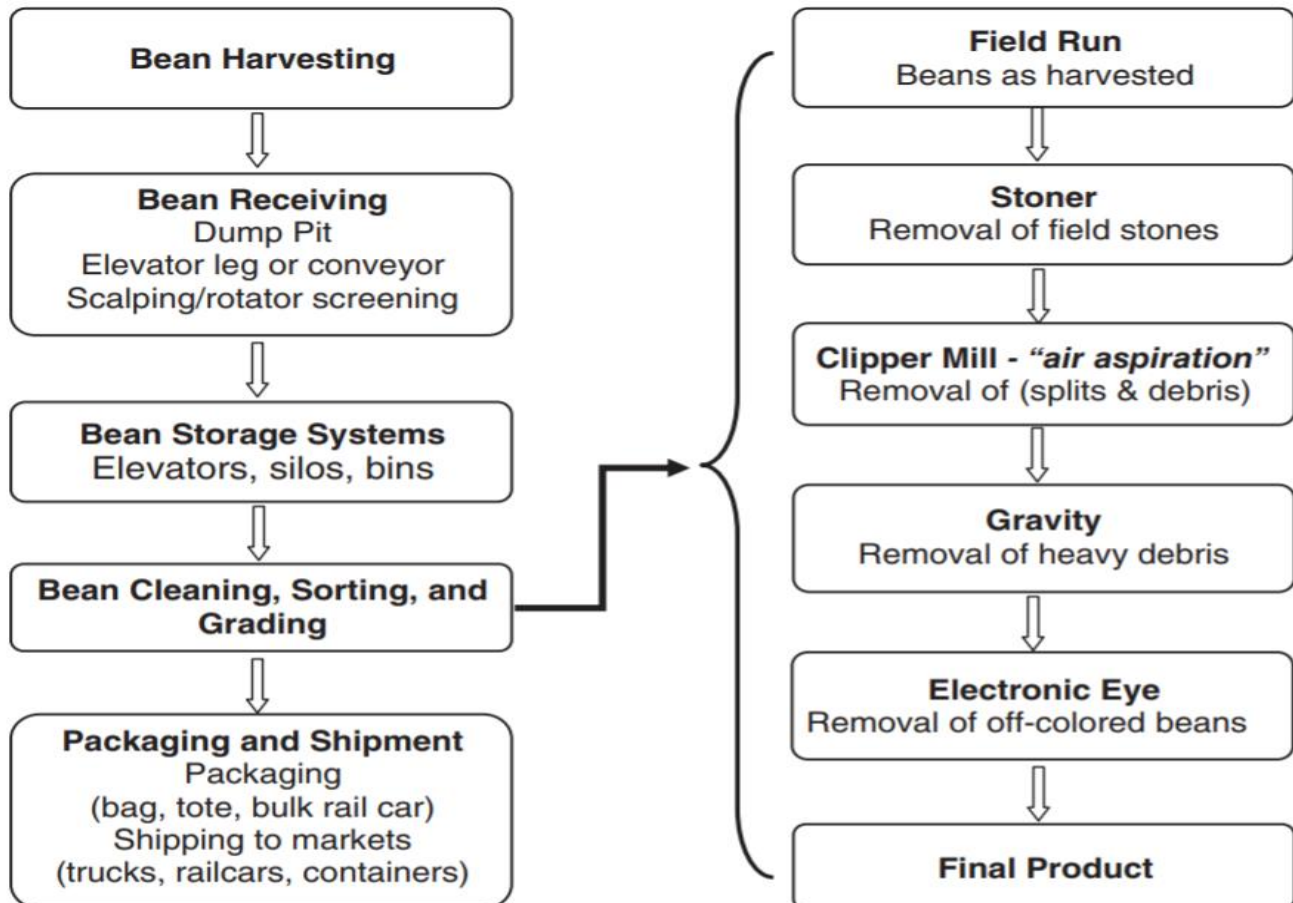 Bean Harvesting
Bean Receiving
Dump Pit
Elevator leg or conveyor
Scalping/rotator screening
Bean Storage Systems
Elevators, silos, bins
Bean Cleaning, Sorting, and
Grading
Packaging and Shipment
Packaging
(bag, tote, bulk rail car)
Shipping to markets
(trucks, railcars, containers)
Field Run
Beans as harvested
Stoner
Removal of field stones
Clipper Mill - “air aspiration”
Removal of (splits & debris)
Gravity
Removal of heavy debris
Electronic Eye
Removal of off-colored beans
Final Product